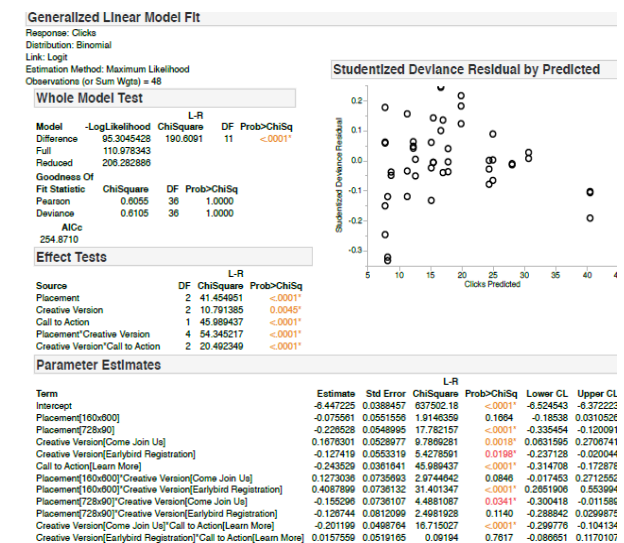 Generalized Linear Model Fit
Response: Clicks
Distribution: Binomial
Link: Logit
Estimation Method: Maximum Likelihood
Observations (or Sum Wgts) = 48
Whole Model Test
L-R
Model -LogLikelihood ChiSquare DF Prob>ChiSq
Difference 95.3045428 190.6091 11 <.0001*
Full 110.978343
Reduced 206.282886
Goodness Of
Fit Statistic ChiSquare DF Prob>ChiSq
Pearson 0.6055 36 1.0000
Deviance 0.6105 36 1.0000
AICc
254.8710
Studentized Deviance Residual by Predicted
Studentized Deviance Residual
0.2
0.1
0.0
-0.1
-0.2
-0.3
5 10 15 20 25 30 35 40 4
Clicks Predicted
Effect Tests
L-R
Source DF ChiSquare Prob>ChiSq
Placement 2 41.454951 <.0001*
Creative Version 2 10.791385 0.0045*
Call to Action 1 45.989437 <.0001*
Placement*Creative Version 4 54.345217 <.0001*
Creative Version*Call to Action 2 20.492349 <.0001*
Parameter Estimates
L-R
Term Estimate Std Error ChiSquare Prob>ChiSq Lower CL Upper CL
Intercept -6.447225 0.0388457 637502.18 <.0001* -6.524543 -6.372223
Placement[160x600] -0.075561 0.0551556 1.9146359 0.1664 -0.18538 0.0310526
Placement[728x90] -0.226528 0.0548995 17.782157 <.0001* -0.335454 -0.120091
Creative Version[Come Join Us] 0.1676301 0.0528977 9.7869281 0.0018* 0.0631595 0.2706741
Creative Version[Earlybird Registration] -0.127419 0.0553319 5.4278591 0.0198* -0.237128 -0.020044
Call to Action[Learn More] -0.243529 0.0361641 45.989437 <.0001* -0.314708 -0.172878
Placement[160x600]*Creative Version[Come Join Us] 0.1273036 0.0735693 2.9744642 0.0846 -0.017453 0.2712552
Placement[160x600]*Creative Version[Earlybird Registration] 0.4087899 0.0736132 31.401347 <.0001* 0.2651906 0.553994
Placement[728x90]*Creative Version[Come Join Us] -0.155296 0.0736107 4.4881087 0.0341* -0.300418 -0.011589
Placement[728x90]*Creative Version[Earlybird Registration] -0.126744 0.0812099 2.4981928 0.1140 -0.288842 0.0299875
Creative Version[Come Join Us]*Call to Action[Learn More] -0.201199 0.0498764 16.715027 <.0001* -0.299776 -0.104134
Creative Version[Earlybird Registration]*Call to Action[Learn More] 0.0157559 0.0519165 0.09194 0.7617 -0.086651 0.1170107